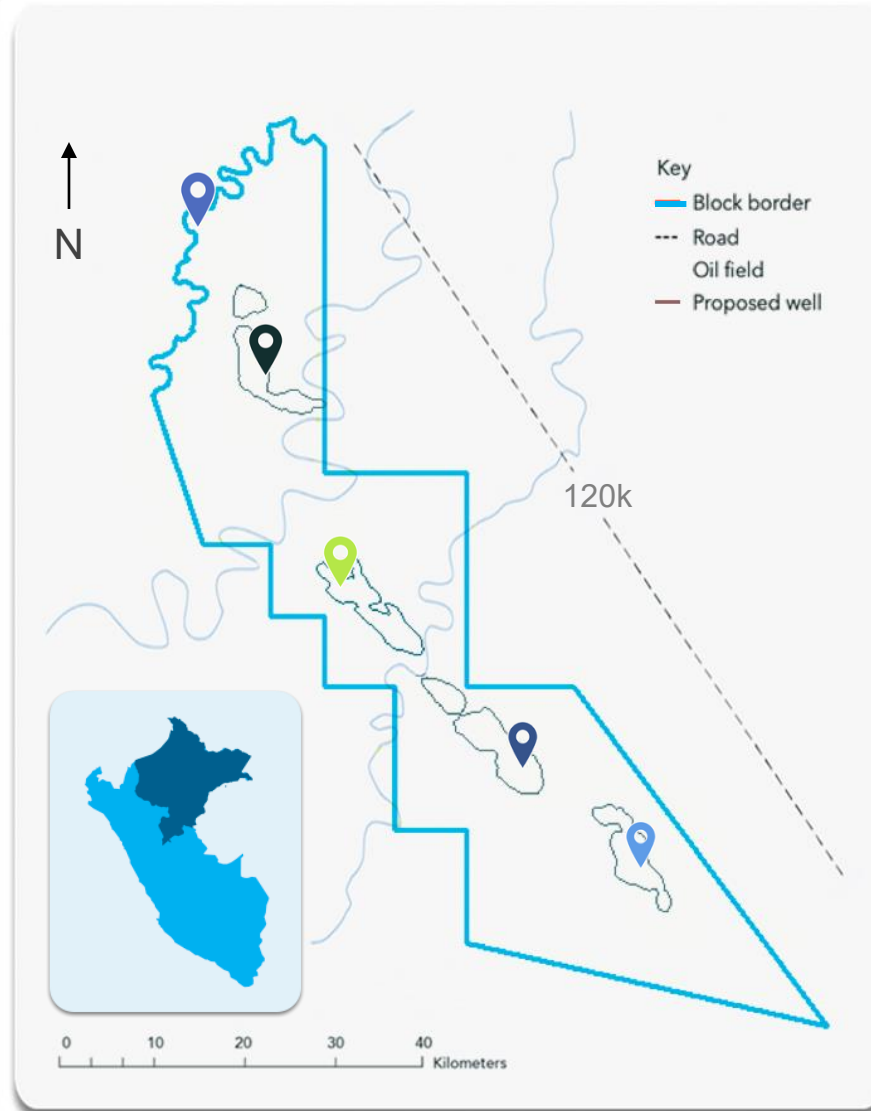 N
Key
Block border
Road
Oil field
Proposed well
120k
0 10 20 30 40
Kilometers